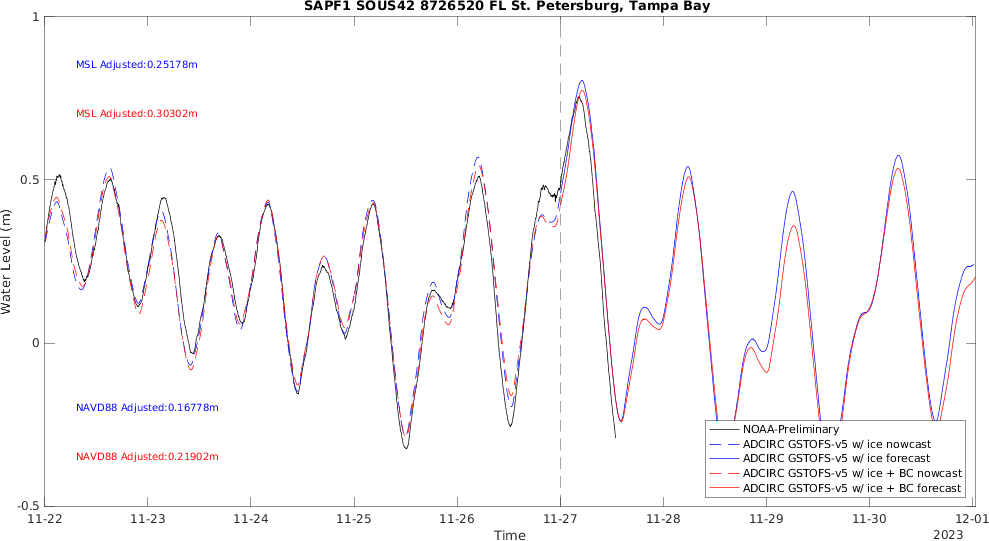 SAPF1 SOUS42 8726520 FL St. Petersburg, Tampa Bay
1
MSL Adjusted:0.25178m
MSL Adjusted:0.30302m
0.5
Water Level (m)
0
NAVD88 Adjusted:0.16778m
NAVD88 Adjusted:0.21902m
NOAA-Preliminary
ADCIRC GSTOFS-v5 w/ ice nowcast
ADCIRC GSTOFS-v5 w/ ice forecast
ADCIRC GSTOFS-v5 w/ ice + BC nowcast
ADCIRC GSTOFS-v5 w/ ice + BC forecast
-0.5
11-22 11-23 11-24 11-25 11-26 11-27 11-28 11-29 11-30 12-01
Time
2023